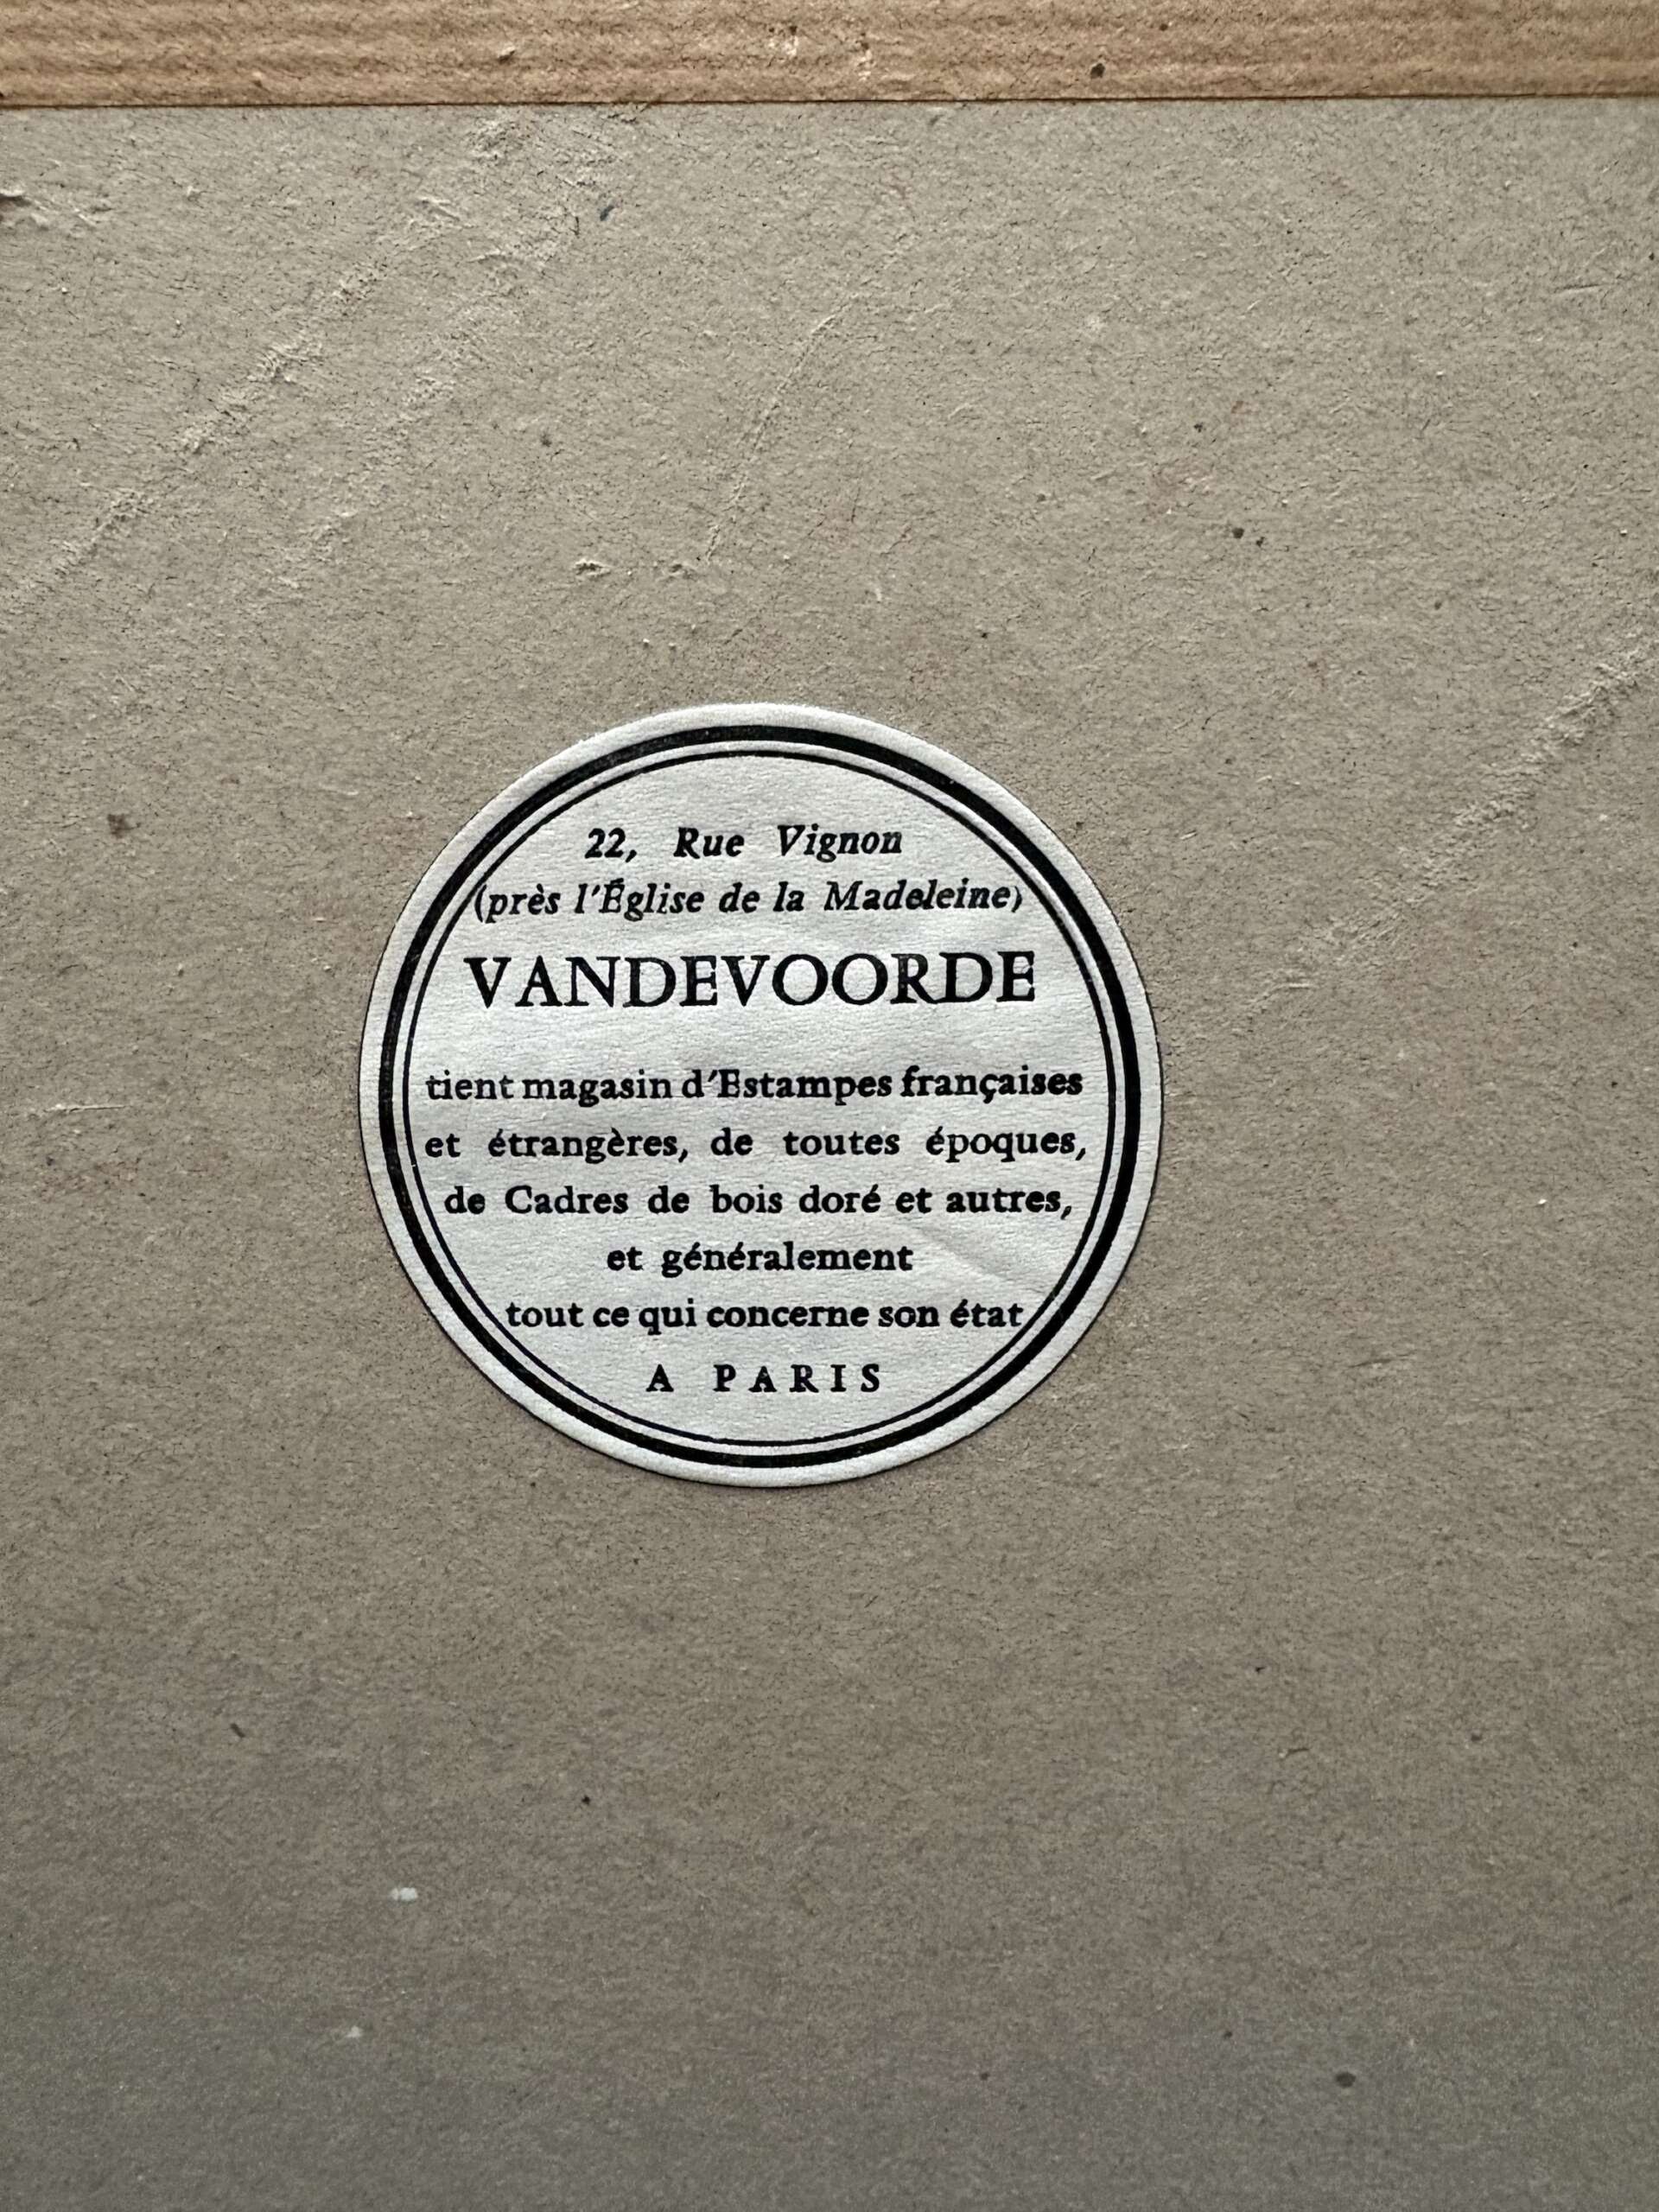 22, Rue Vignon
(près l'Église de la Madeleine)
VANDEVOORDE
tient magasin d'Estampes françaises
et étrangères, de toutes époques,
de Cadres de bois doré et autres,
et généralement
tout ce qui concerne son état
A PARIS